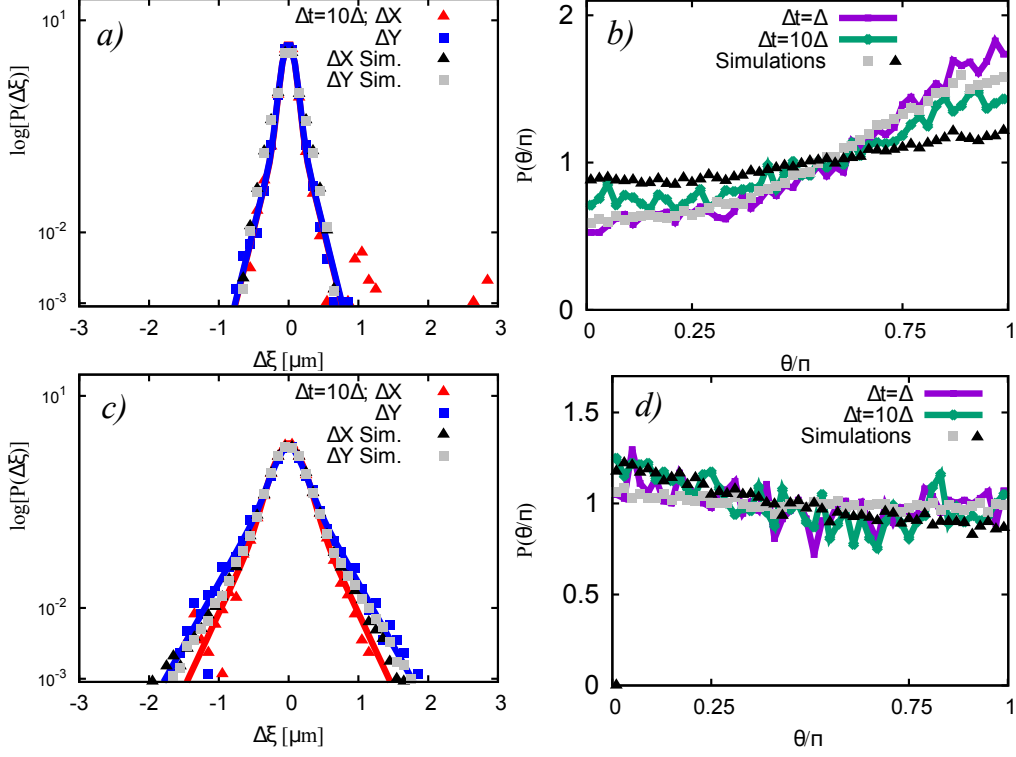 a)
Δt=10Δ; ΔX
ΔY
ΔX Sim.
ΔY Sim.
log[P(Δξ)]
10¹
10⁻²
10⁻³
-3 -2 -1 0 1 2 3
Δξ [μm]
b)
Δt=Δ
Δt=10Δ
Simulations
P(θ/π)
2
1
0
0 0.25 0.75 1
θ/π
c)
Δt=10Δ; ΔX
ΔY
ΔX Sim.
ΔY Sim.
log[P(Δξ)]
10¹
10⁻²
10⁻³
-3 -2 -1 0 1 2 3
Δξ [μm]
d)
Δt=Δ
Δt=10Δ
Simulations
P(θ/π)
1.5
1
0.5
0
0 0.25 0.75 1
θ/π